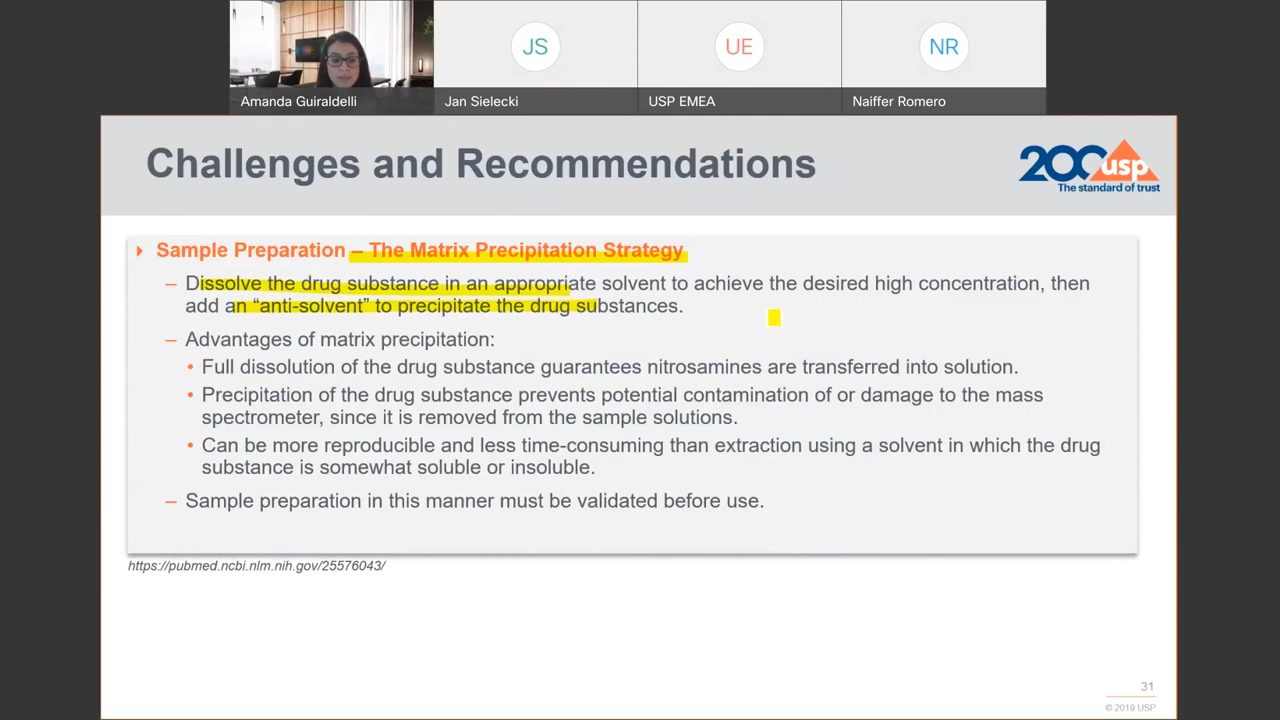 JS
UE
NR
Amanda Guiraldelli
Jan Sielecki
USP EMEA
Naiffer Romero
Challenges and Recommendations
200 usp
The standard of trust
Sample Preparation – The Matrix Precipitation Strategy
– Dissolve the drug substance in an appropriate solvent to achieve the desired high concentration, then
add an “anti-solvent” to precipitate the drug substances.
– Advantages of matrix precipitation:
• Full dissolution of the drug substance guarantees nitrosamines are transferred into solution.
• Precipitation of the drug substance prevents potential contamination of or damage to the mass
spectrometer, since it is removed from the sample solutions.
• Can be more reproducible and less time-consuming than extraction using a solvent in which the drug
substance is somewhat soluble or insoluble.
– Sample preparation in this manner must be validated before use.
https://pubmed.ncbi.nlm.nih.gov/25576043/
31
© 2019 USP